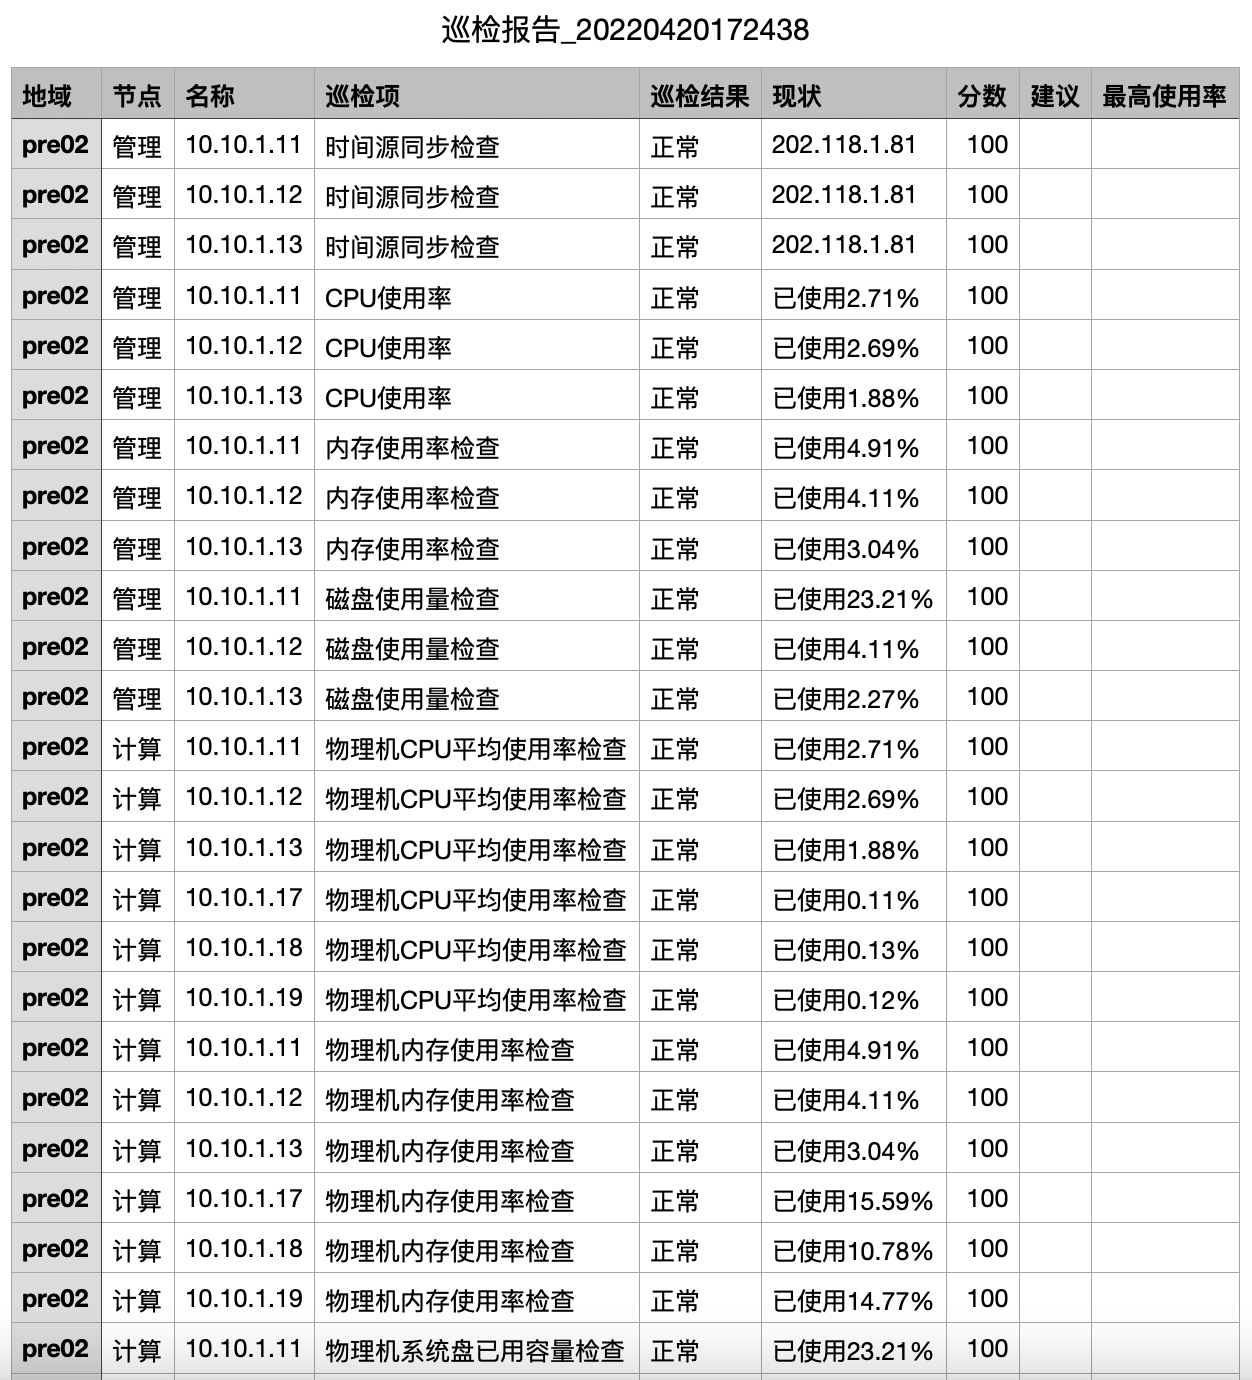 巡检报告_20220420172438
地域 节点 名称 巡检项 巡检结果 现状 分数 建议 最高使用率
pre02 管理 10.10.1.11 时间源同步检查 正常 202.118.1.81 100
pre02 管理 10.10.1.12 时间源同步检查 正常 202.118.1.81 100
pre02 管理 10.10.1.13 时间源同步检查 正常 202.118.1.81 100
pre02 管理 10.10.1.11 CPU使用率 正常 已使用2.71% 100
pre02 管理 10.10.1.12 CPU使用率 正常 已使用2.69% 100
pre02 管理 10.10.1.13 CPU使用率 正常 已使用1.88% 100
pre02 管理 10.10.1.11 内存使用率检查 正常 已使用4.91% 100
pre02 管理 10.10.1.12 内存使用率检查 正常 已使用4.11% 100
pre02 管理 10.10.1.13 内存使用率检查 正常 已使用3.04% 100
pre02 管理 10.10.1.11 磁盘使用量检查 正常 已使用23.21% 100
pre02 管理 10.10.1.12 磁盘使用量检查 正常 已使用4.11% 100
pre02 管理 10.10.1.13 磁盘使用量检查 正常 已使用2.27% 100
pre02 计算 10.10.1.11 物理机CPU平均使用率检查 正常 已使用2.71% 100
pre02 计算 10.10.1.12 物理机CPU平均使用率检查 正常 已使用2.69% 100
pre02 计算 10.10.1.13 物理机CPU平均使用率检查 正常 已使用1.88% 100
pre02 计算 10.10.1.17 物理机CPU平均使用率检查 正常 已使用0.11% 100
pre02 计算 10.10.1.18 物理机CPU平均使用率检查 正常 已使用0.13% 100
pre02 计算 10.10.1.19 物理机CPU平均使用率检查 正常 已使用0.12% 100
pre02 计算 10.10.1.11 物理机内存使用率检查 正常 已使用4.91% 100
pre02 计算 10.10.1.12 物理机内存使用率检查 正常 已使用4.11% 100
pre02 计算 10.10.1.13 物理机内存使用率检查 正常 已使用3.04% 100
pre02 计算 10.10.1.17 物理机内存使用率检查 正常 已使用15.59% 100
pre02 计算 10.10.1.18 物理机内存使用率检查 正常 已使用10.78% 100
pre02 计算 10.10.1.19 物理机内存使用率检查 正常 已使用14.77% 100
pre02 计算 10.10.1.11 物理机系统盘已用容量检查 正常 已使用23.21% 100